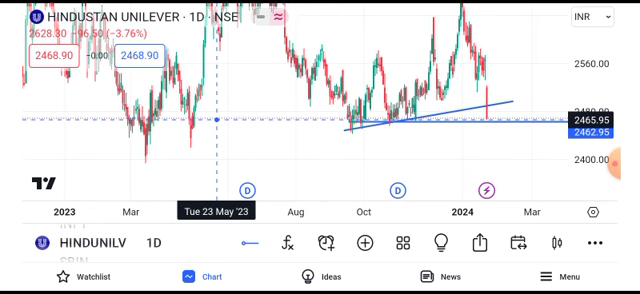 HINDUSTAN UNILEVER · 1D · NSE
INR
2628.30 −96.50 (−3.76%)
2468.90 −0.00 2468.90
2560.00
2480.00
2465.95
2462.95
2400.00
D D
2023 Mar Tue 23 May '23 Aug Oct 2024 Mar
HINDUNILV 1D
Watchlist Chart Ideas News Menu